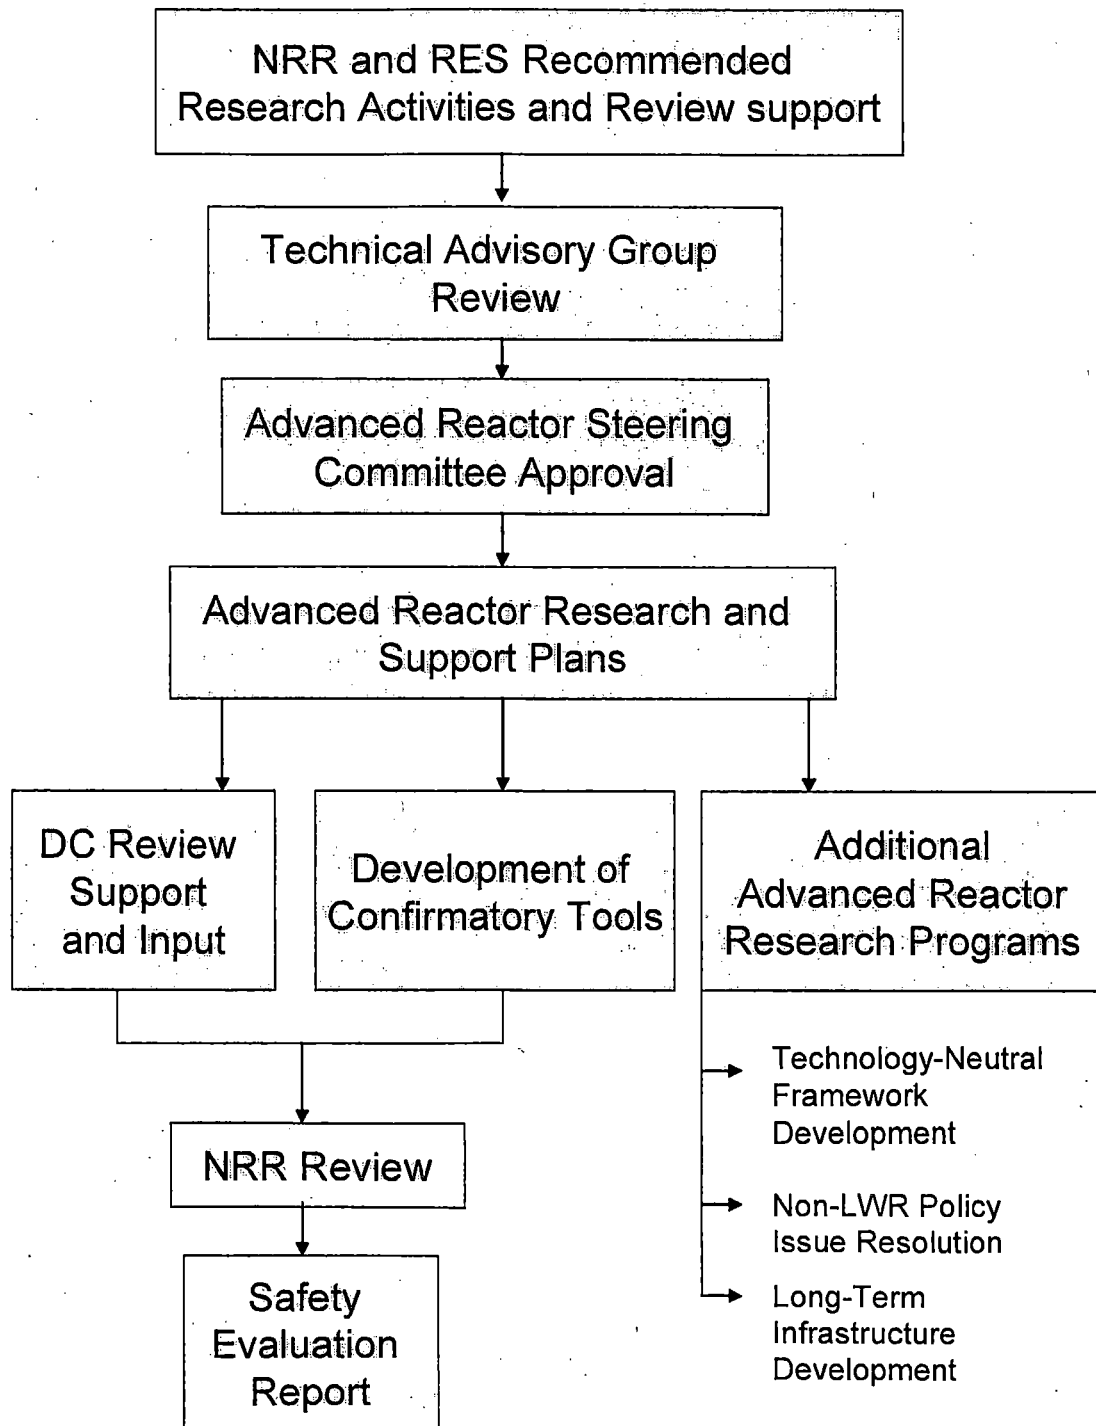 NRR and RES Recommended
Research Activities and Review support
Technical Advisory Group
Review
Advanced Reactor Steering
Committee Approval
Advanced Reactor Research and
Support Plans
DC Review
Support
and Input
Development of
Confirmatory Tools
Additional
Advanced Reactor
Research Programs
Technology-Neutral
Framework
Development
Non-LWR Policy
Issue Resolution
Long-Term
Infrastructure
Development
NRR Review
Safety
Evaluation
Report